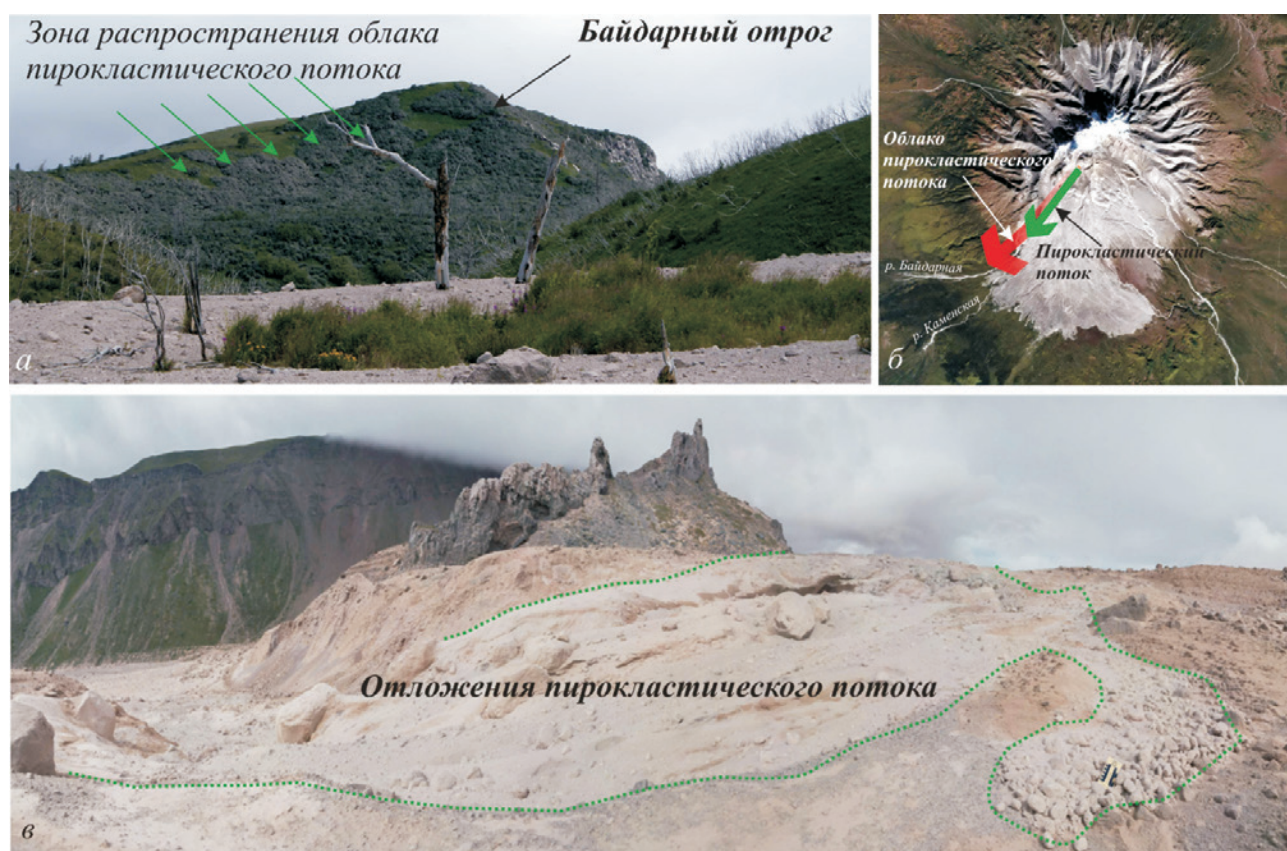 Зона распространения облака
пирокластического потока
Байдарный отрог
а
Облако
пирокластического
потока
Пирокластический
поток
р. Байдарная
р. Каменская
б
Отложения пирокластического потока
в